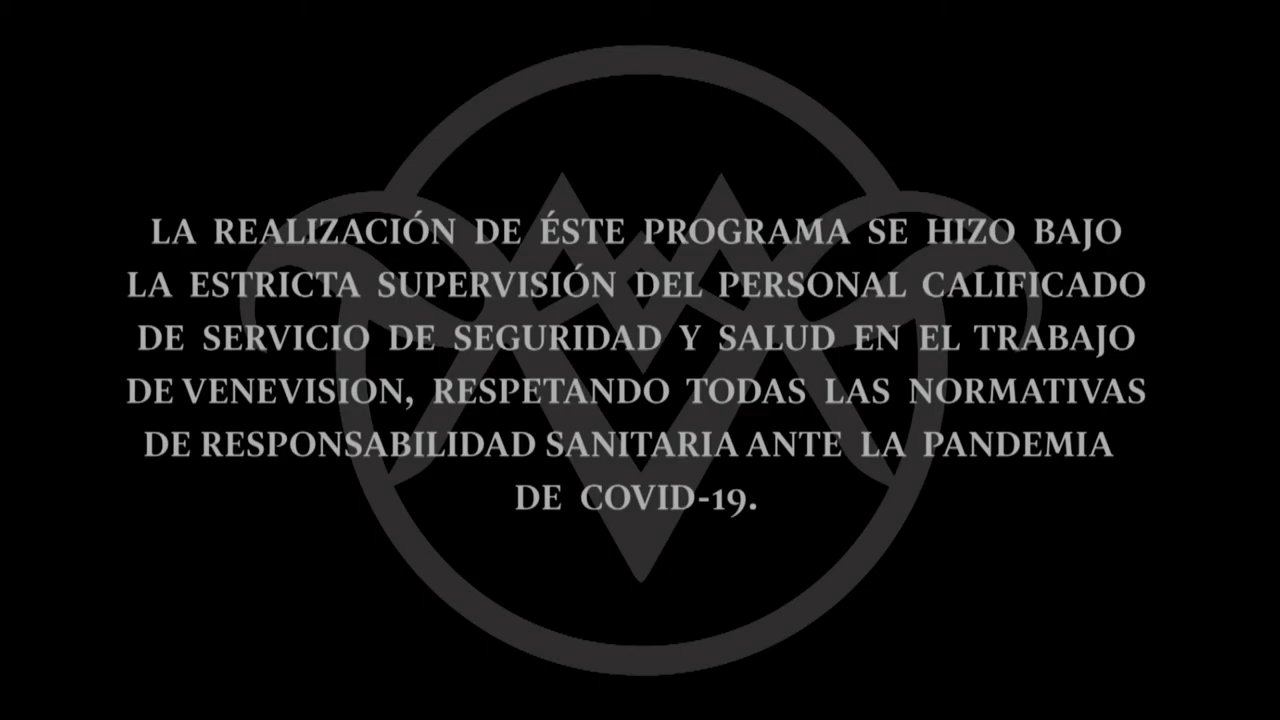 LA REALIZACIÓN DE ÉSTE PROGRAMA SE HIZO BAJO
LA ESTRICTA SUPERVISIÓN DEL PERSONAL CALIFICADO
DE SERVICIO DE SEGURIDAD Y SALUD EN EL TRABAJO
DE VENEVISION, RESPETANDO TODAS LAS NORMATIVAS
DE RESPONSABILIDAD SANITARIA ANTE LA PANDEMIA
DE COVID-19.